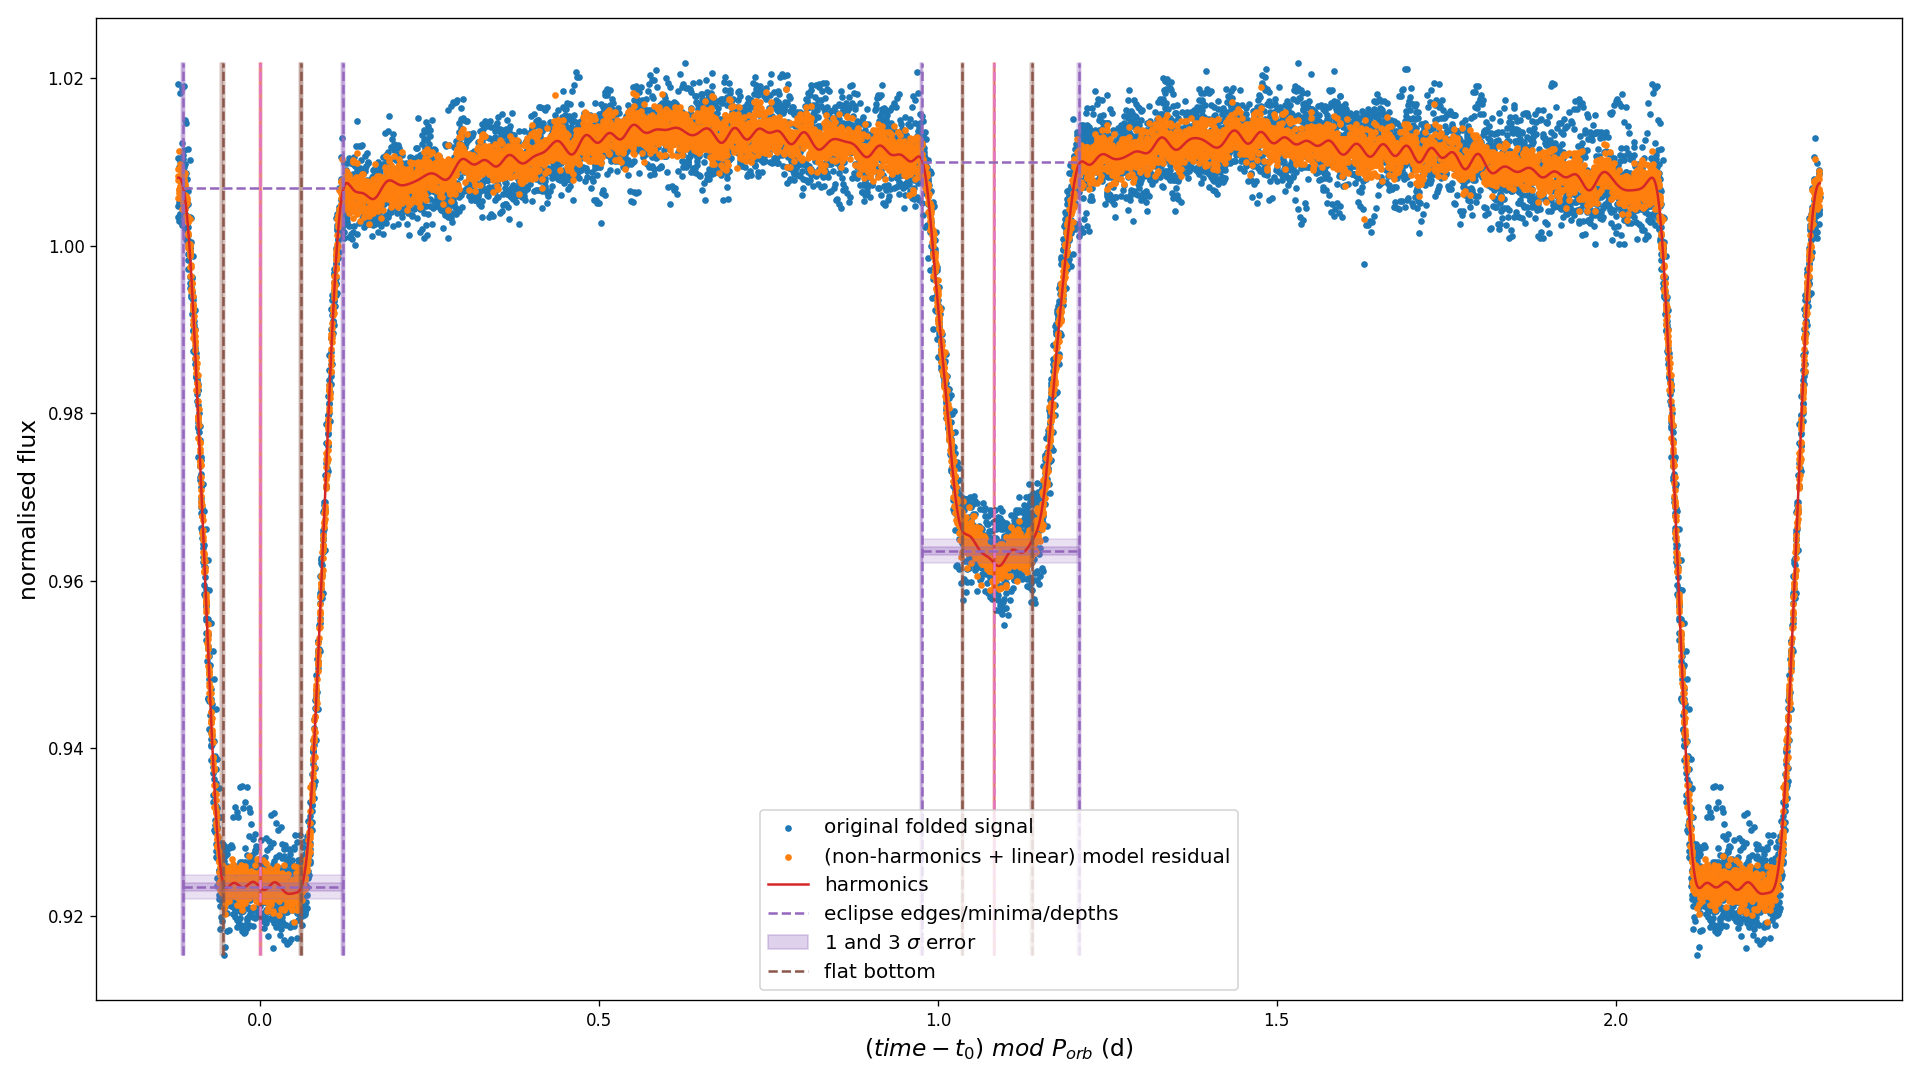 normalised flux
1.02
1.00
0.98
0.96
0.94
0.92
original folded signal
(non-harmonics + linear) model residual
harmonics
eclipse edges/minima/depths
1 and 3 σ error
flat bottom
0.0 0.5 1.0 1.5 2.0
(time − t₀) mod Pₒᵣb (d)